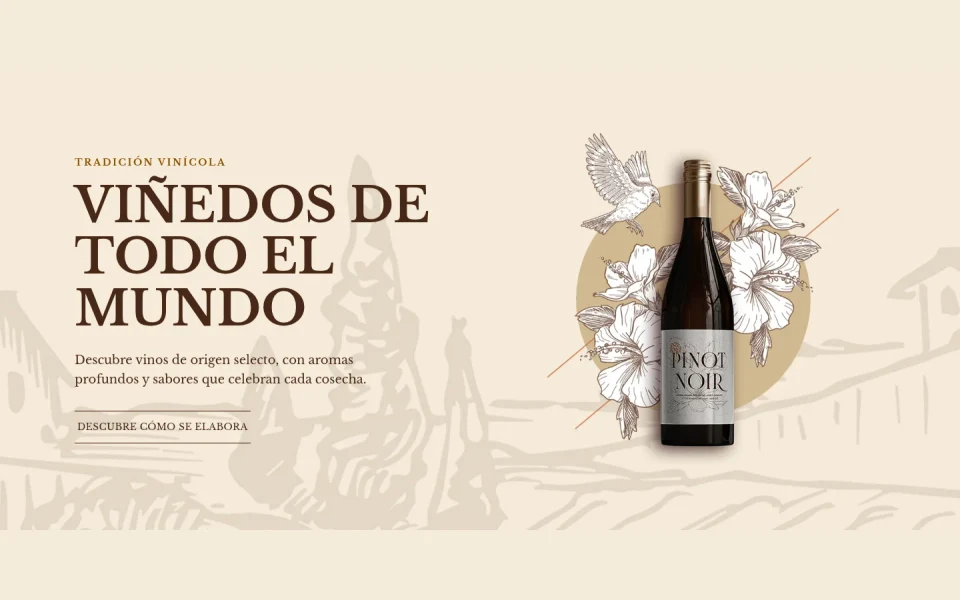 TRADICIÓN VINÍCOLA
VIÑEDOS DE
TODO EL
MUNDO
Descubre vinos de origen selecto, con aromas
profundos y sabores que celebran cada cosecha.
DESCUBRE CÓMO SE ELABORA
PINOT
NOIR